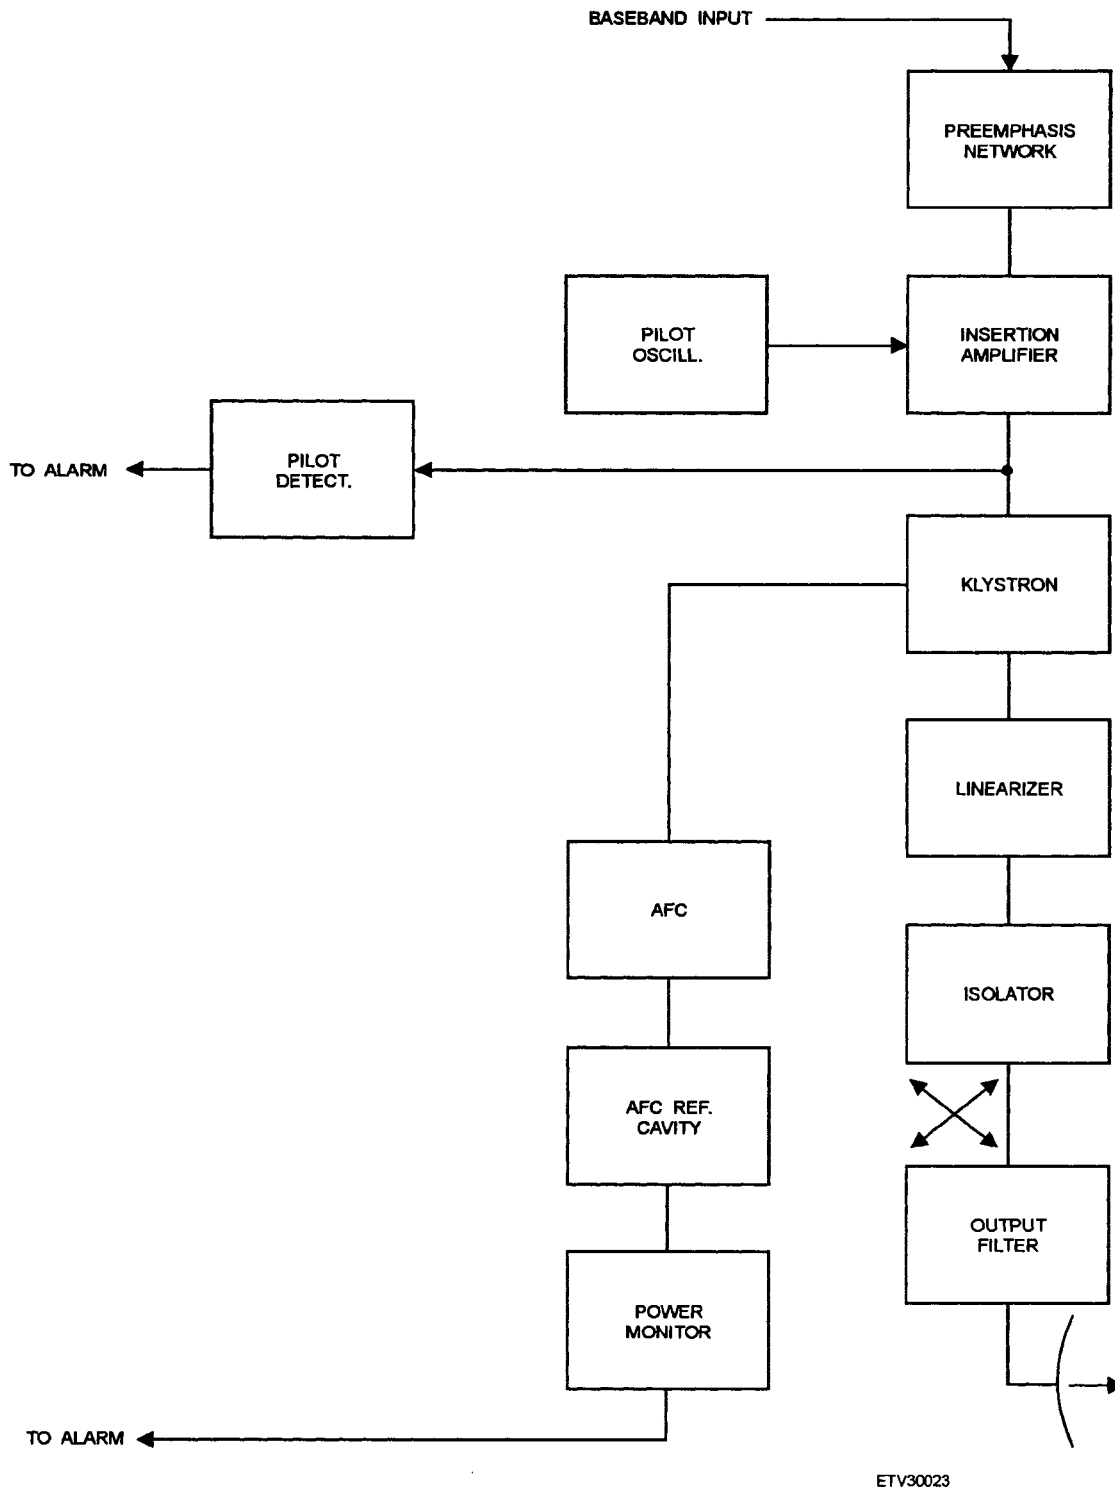 BASEBAND INPUT
PREEMPHASIS
NETWORK
PILOT
OSCILL.
INSERTION
AMPLIFIER
TO ALARM
PILOT
DETECT.
KLYSTRON
LINEARIZER
AFC
ISOLATOR
AFC REF.
CAVITY
OUTPUT
FILTER
POWER
MONITOR
TO ALARM
ETV30023